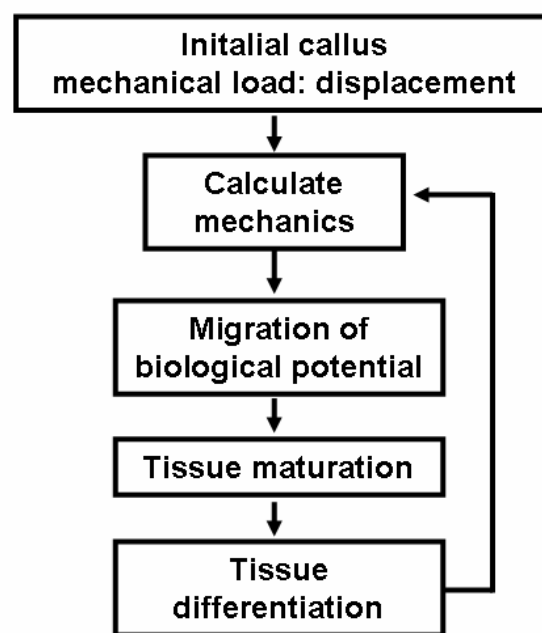 Initalial callus
mechanical load: displacement
Calculate
mechanics
Migration of
biological potential
Tissue maturation
Tissue
differentiation